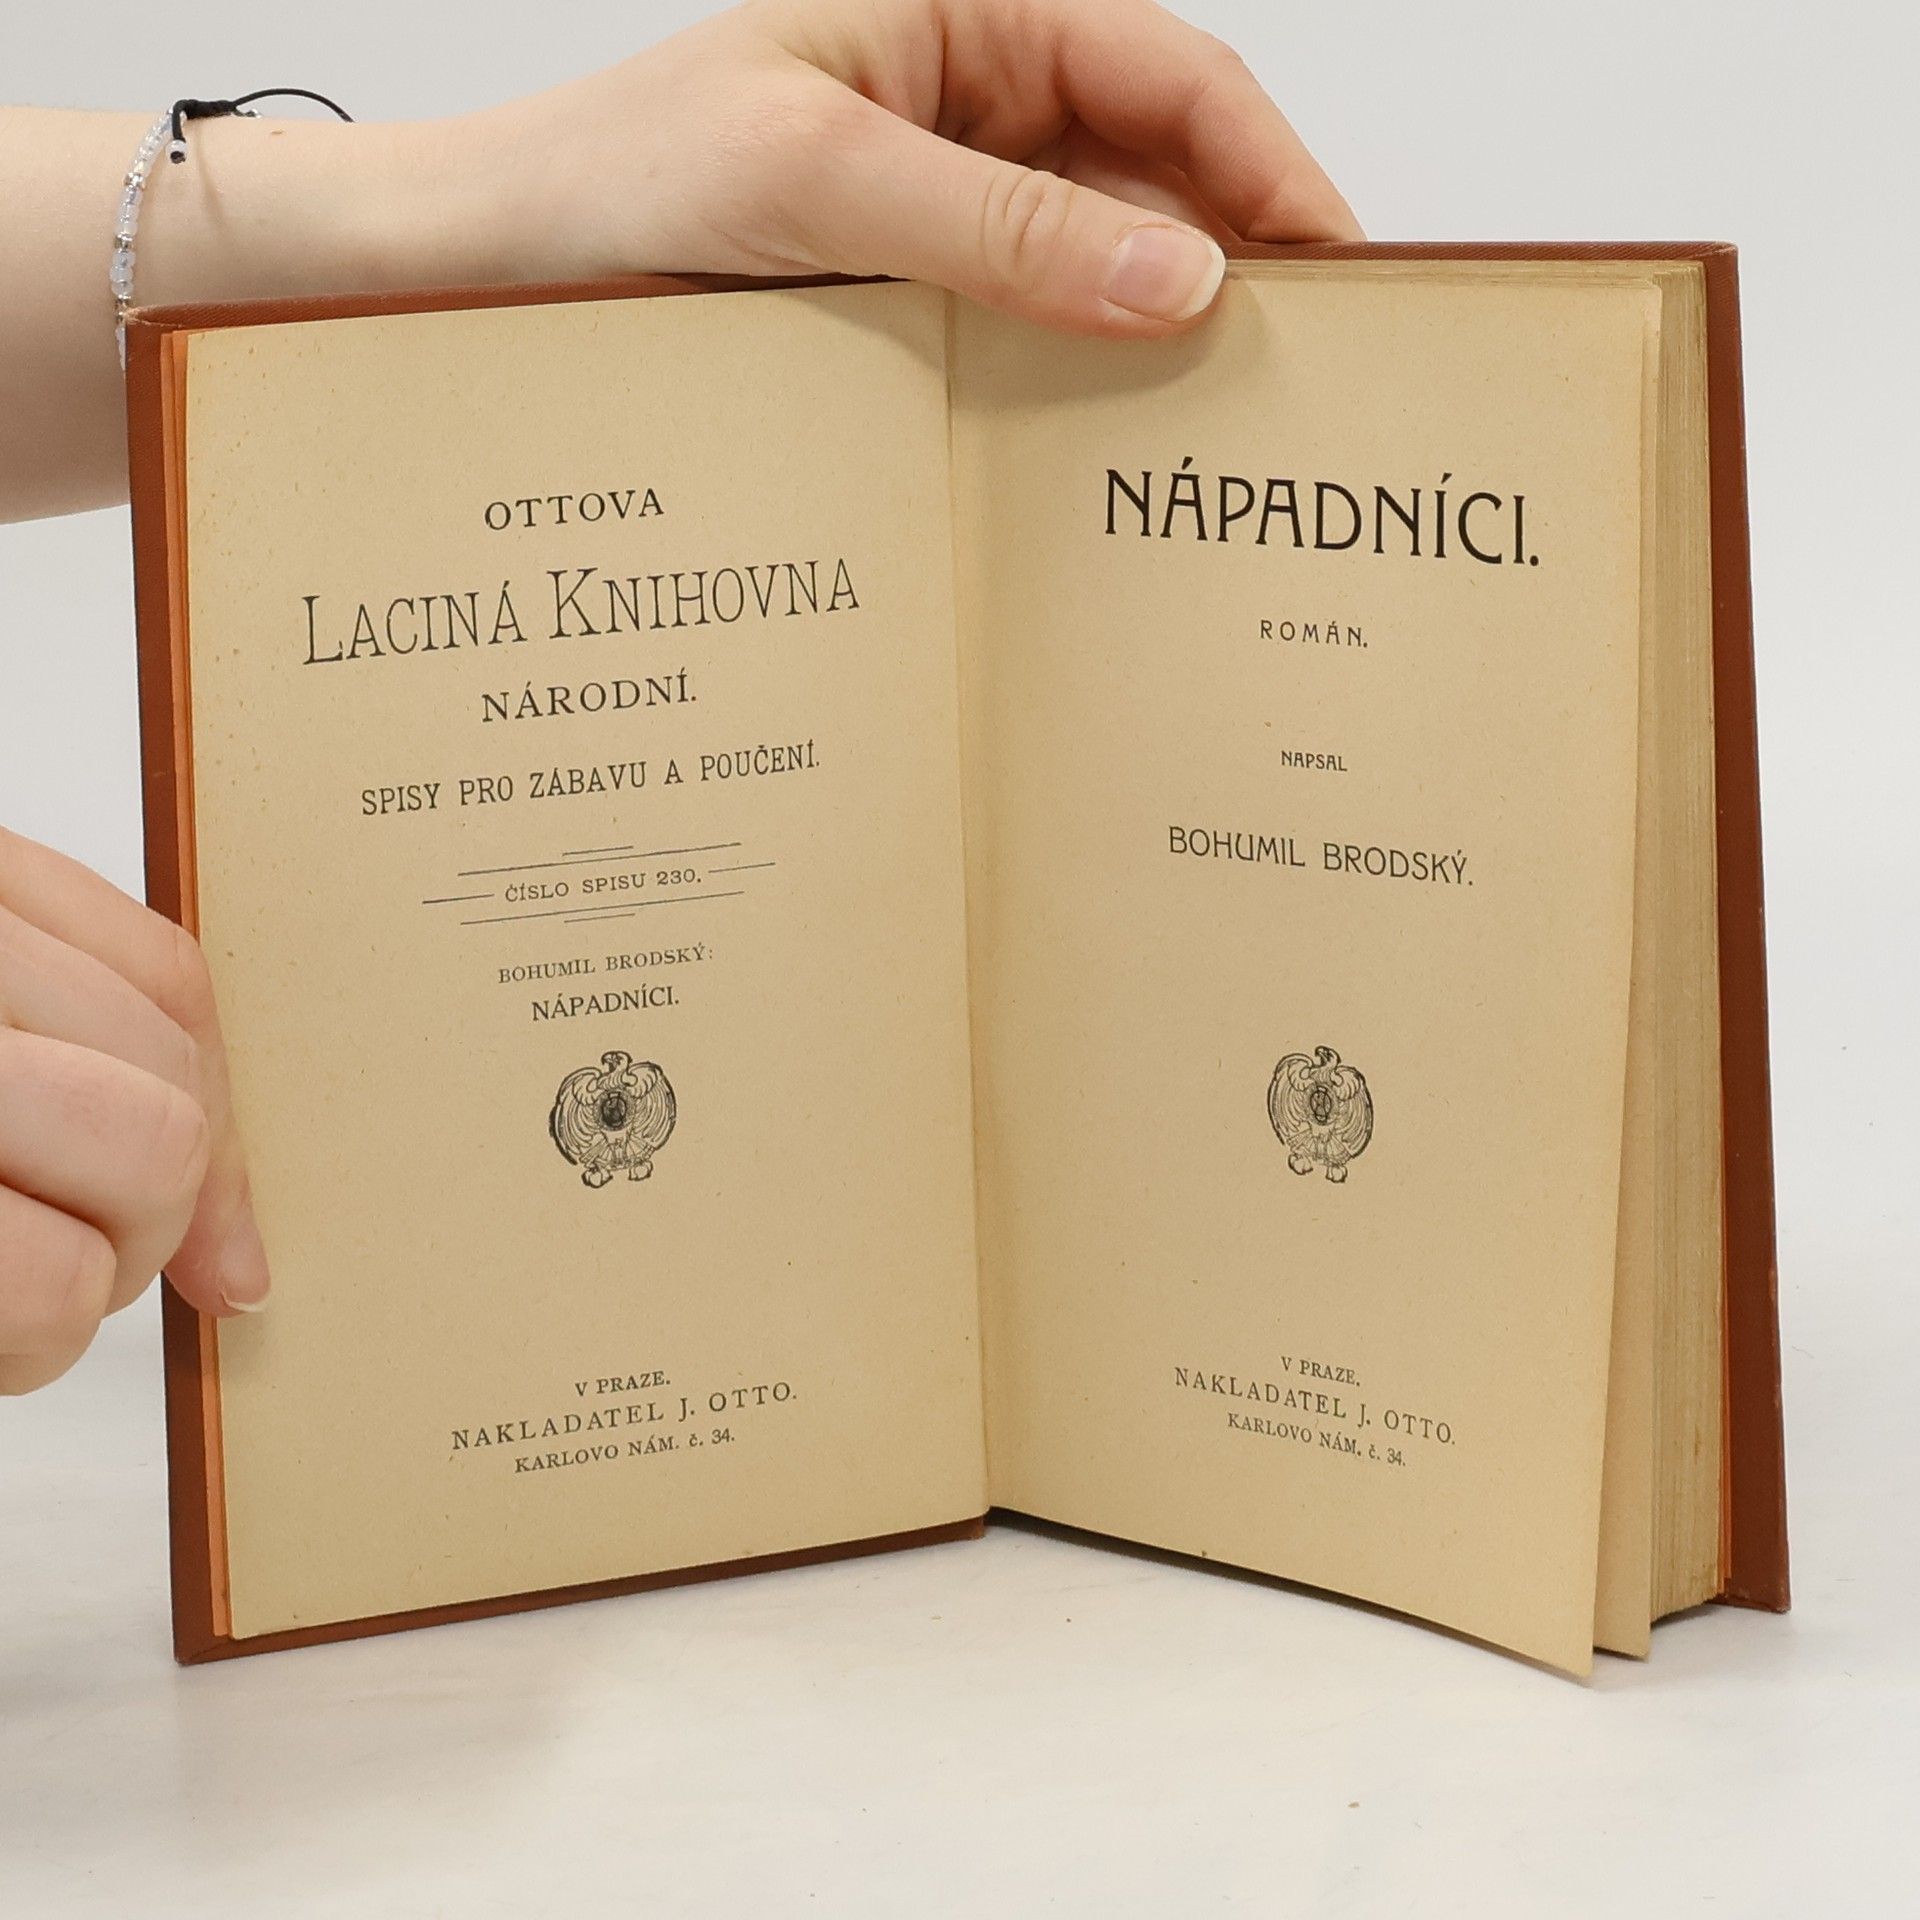 OTTOVA
LACINÁ KNIHOVNA
NÁRODNÍ.
SPISY PRO ZÁBAVU A POUČENÍ.
ČÍSLO SPISU 230.
BOHUMIL BRODSKÝ:
NÁPADNÍCI.
V PRAZE.
NAKLADATEL J. OTTO.
KARLOVO NÁM. č. 34.
NÁPADNÍCI.
ROMÁN.
NAPSAL
BOHUMIL BRODSKÝ.
V PRAZE.
NAKLADATEL J. OTTO.
KARLOVO NÁM. č. 34.